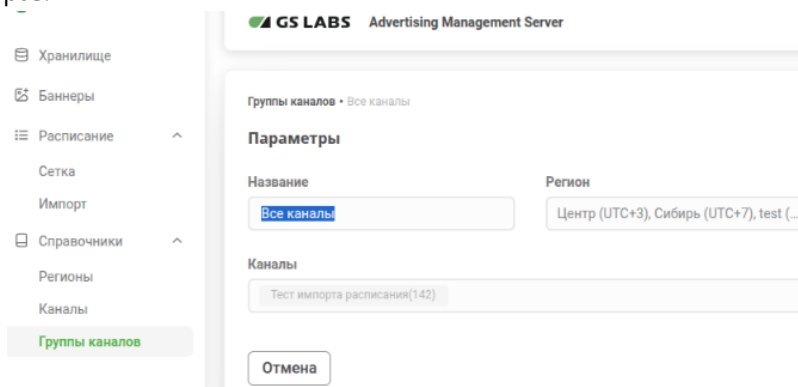 GS LABS Advertising Management Server
Хранилище
Баннеры
Расписание
Сетка
Импорт
Справочники
Регионы
Каналы
Группы каналов
Группы каналов • Все каналы
Параметры
Название
Все каналы
Регион
Центр (UTC+3), Сибирь (UTC+7), test (...
Каналы
Тест импорта расписания(142)
Отмена